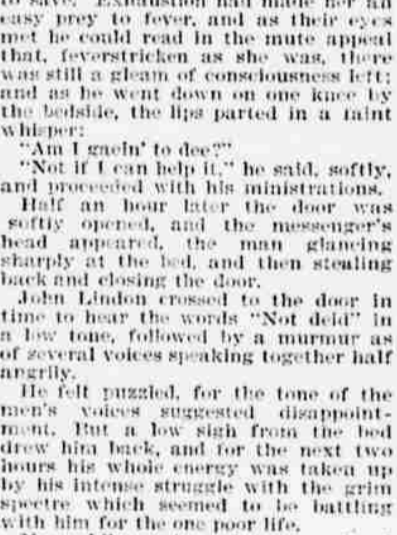 to save. Exhaustion had made her an
easy prey to fever, and as their eyes
met he could read in the mute appeal
that, feverstricken as she was, there
was still a gleam of consciousness left;
and as he went down on one knee by
the bedside, the lips parted in a faint
whisper:
"Am I gaein' to dee?"
"Not if I can help it," he said, softly,
and proceeded with his ministrations.
Half an hour later the door was
softly opened, and the messenger's
head appeared, the man glancing
sharply at the bed, and then stealing
back and closing the door.
John Lindon crossed to the door in
time to hear the words "Not deid" in
a low tone, followed by a murmur as
of several voices speaking together half
angrily.
He felt puzzled, for the tone of the
men's voices suggested disappoint-
ment. But a low sigh from the bed
drew him back, and for the next two
hours his whole energy was taken up
by his intense struggle with the grim
spectre which seemed to be battling
with him for the one poor life.